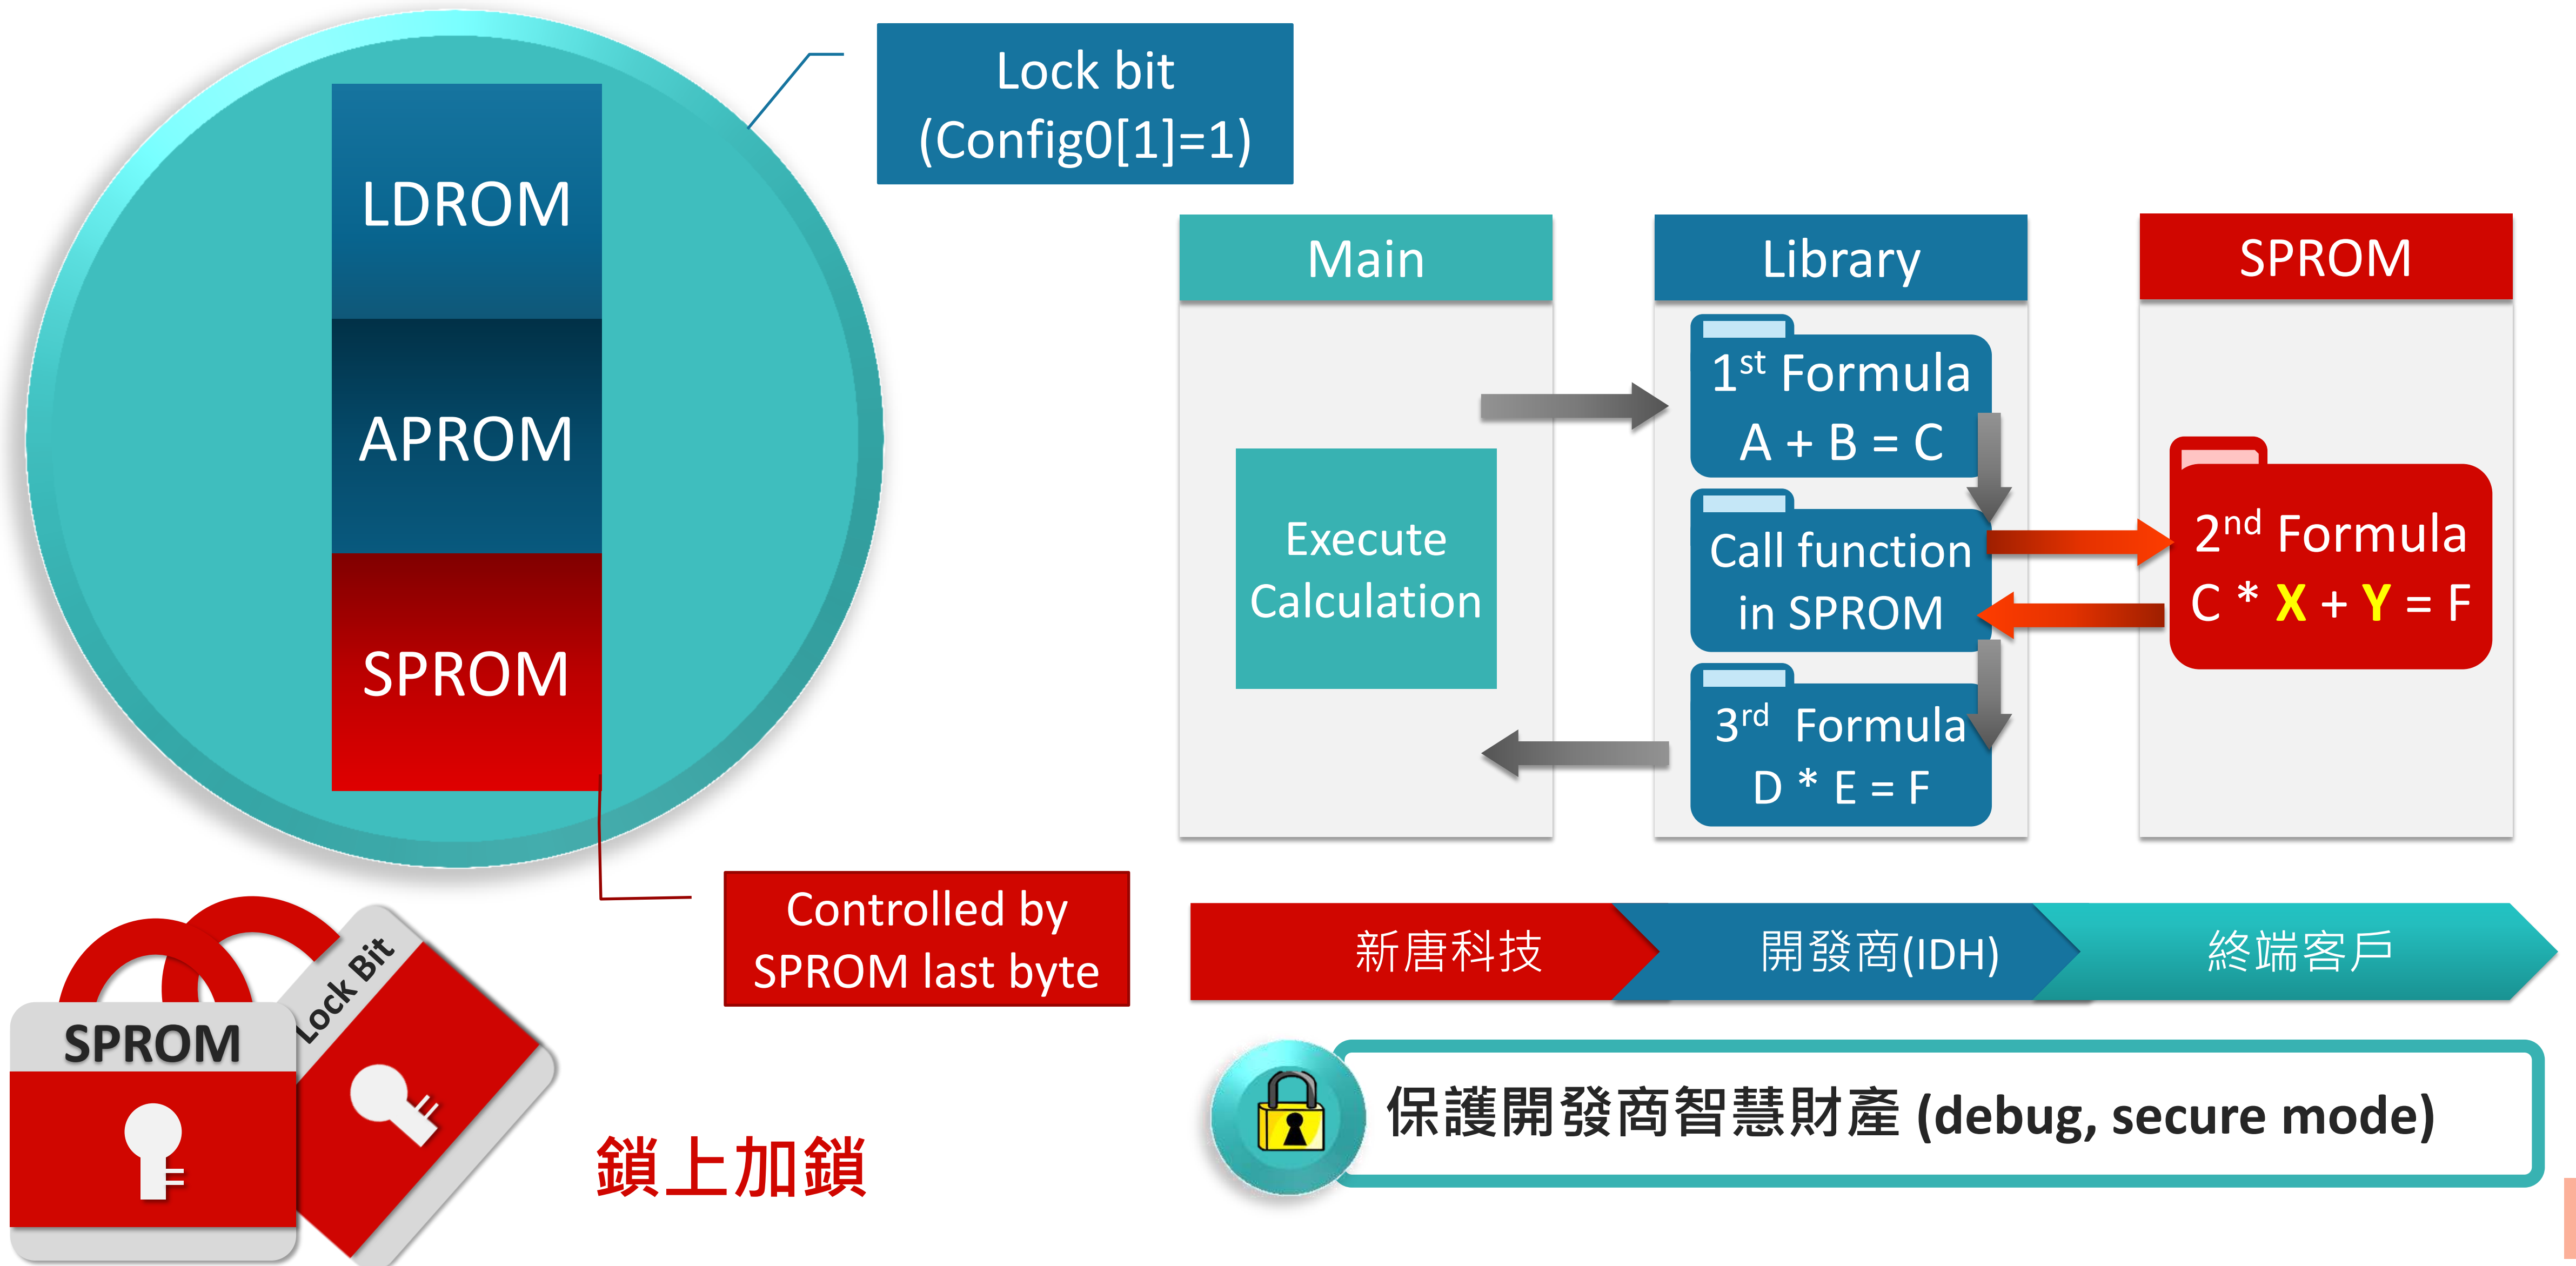 Lock bit
(Config0[1]=1)
LDROM
APROM
SPROM
Controlled by
SPROM last byte
SPROM
Lock Bit
鎖上加鎖
Main
Execute
Calculation
Library
1st Formula
A + B = C
Call function
in SPROM
3rd Formula
D * E = F
SPROM
2nd Formula
C * X + Y = F
新唐科技
開發商(IDH)
終端客戶
保護開發商智慧財產 (debug, secure mode)